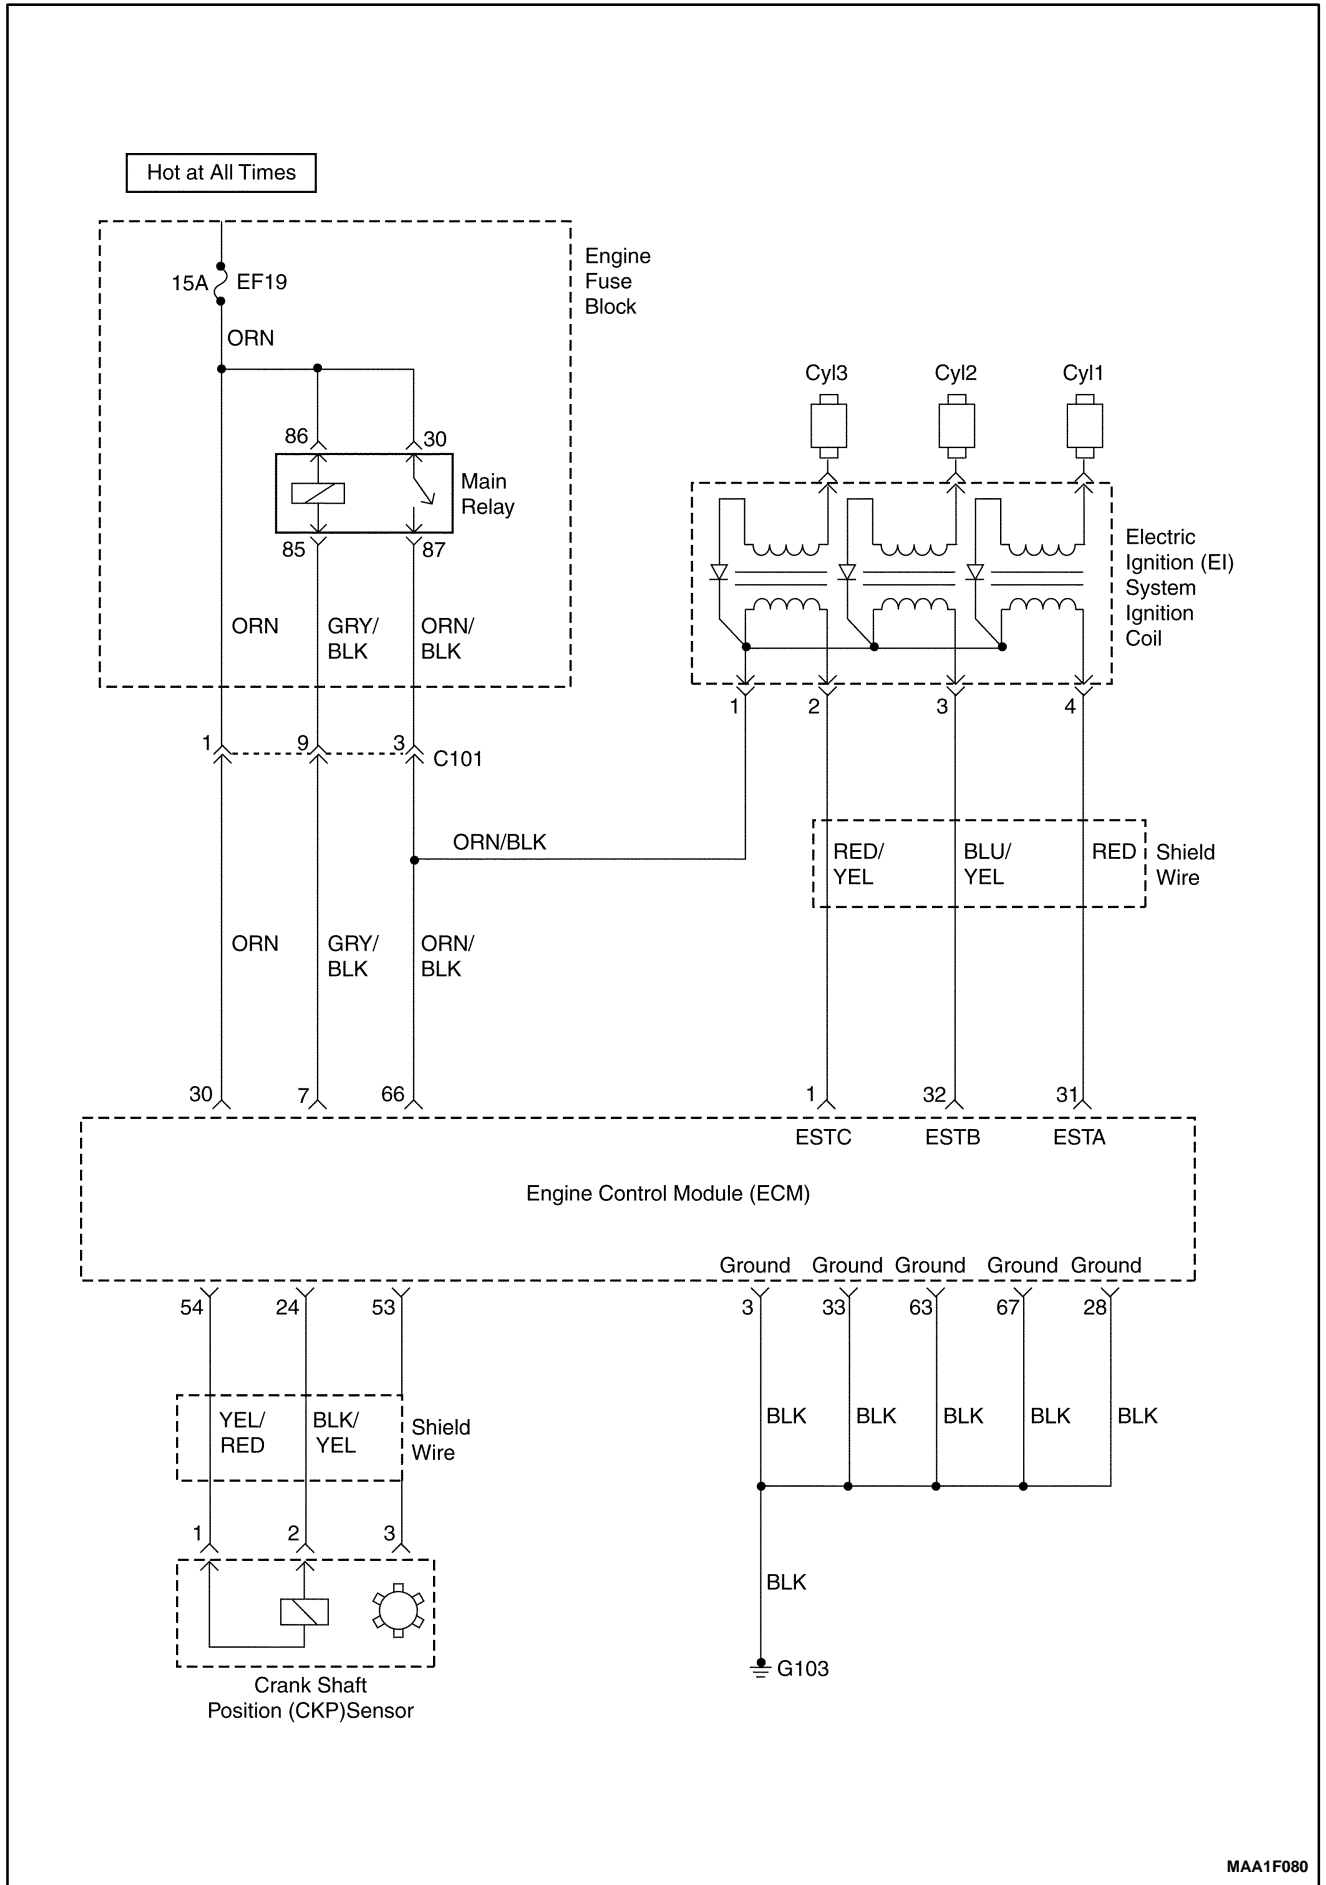 Hot at All Times
Engine
Fuse
Block
15A EF19
ORN
86 30
Main
Relay
85 87
ORN GRY/ ORN/
BLK BLK
Cyl3 Cyl2 Cyl1
Electric
Ignition (EI)
System
Ignition
Coil
1 2 3 4
1 9 3 C101
ORN/BLK
RED/ BLU/ RED
YEL YEL
Shield
Wire
ORN GRY/ ORN/
BLK BLK
30 7 66 1 32 31
ESTC ESTB ESTA
Engine Control Module (ECM)
Ground Ground Ground Ground Ground
54 24 53 3 33 63 67 28
YEL/ BLK/
RED YEL
Shield
Wire
BLK BLK BLK BLK BLK
1 2 3
BLK
G103
Crank Shaft
Position (CKP)Sensor
MAA1F080